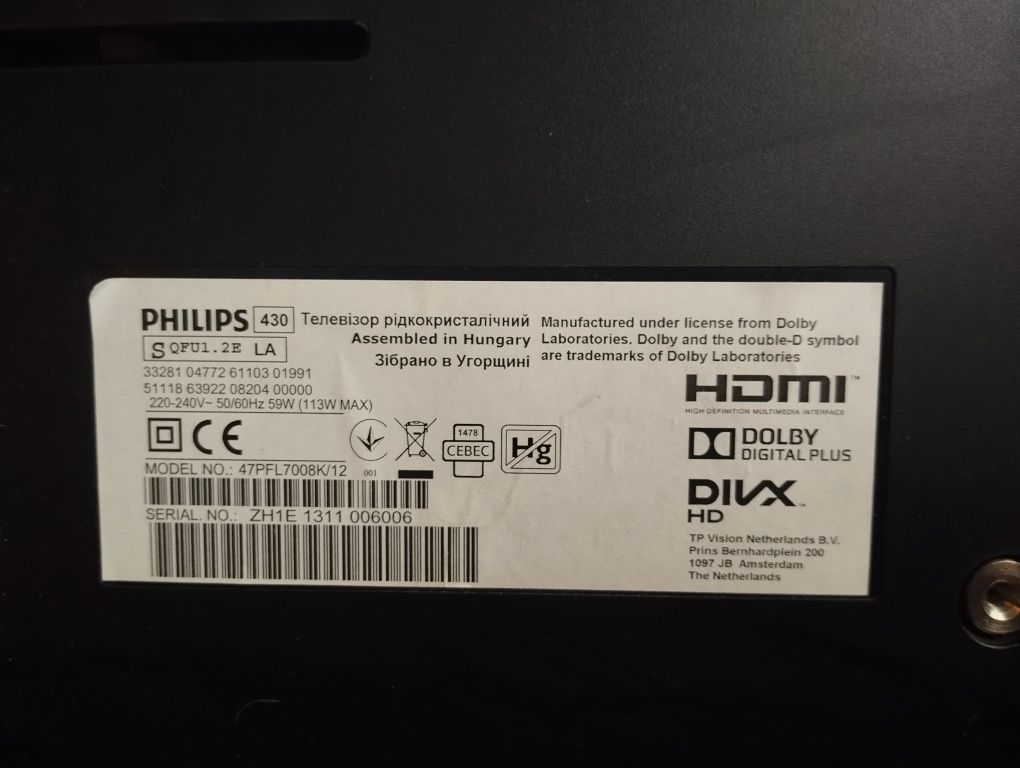 PHILIPS 430 Телевізор рідкокристалічний
S QFU1.2E LA
Assembled in Hungary
Зібрано в Угорщині
33281 04772 61103 01991
51118 63922 08204 00000
220-240V~ 50/60Hz 59W (113W MAX)
CE
1478
СЕВЕС
Hg
MODEL NO.: 47PFL7008K/12 001
SERIAL. NO.: ZH1E 1311 006006
Manufactured under license from Dolby
Laboratories. Dolby and the double-D symbol
are trademarks of Dolby Laboratories
HDMI™
HIGH-DEFINITION MULTIMEDIA INTERFACE
DOLBY
DIGITAL PLUS
DIVX™
HD
TP Vision Netherlands B.V.
Prins Bernhardplein 200
1097 JB Amsterdam
The Netherlands